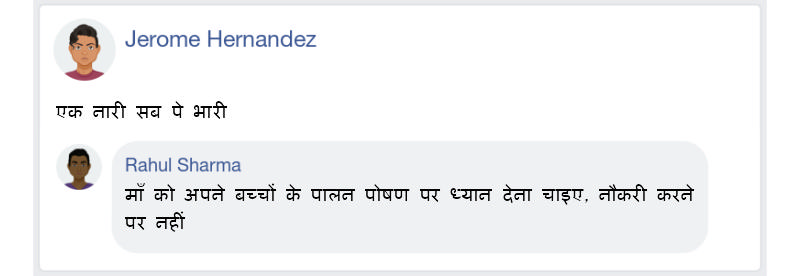 Jerome Hernandez
एक नारी सब पे भारी
Rahul Sharma
माँ को अपने बच्चों के पालन पोषण पर ध्यान देना चाइए, नौकरी करने
पर नहीं